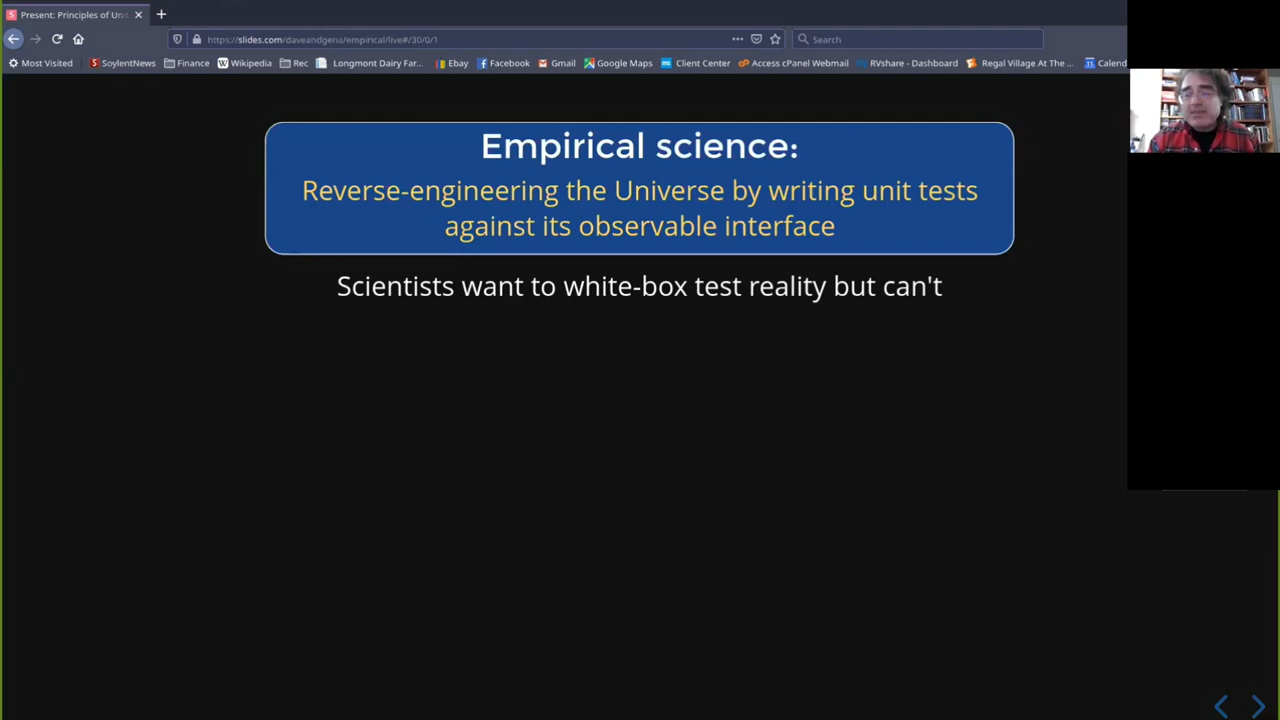 Present: Principles of Uni
https://slides.com/daveandgena/empirical/live#/30/0/1
Search
Most Visited
SoylentNews
Finance
Wikipedia
Rec
Longmont Dairy Far...
Ebay
Facebook
Gmail
Google Maps
Client Center
Access cPanel Webmail
RVshare - Dashboard
Regal Village At The ...
Calend
Empirical science:
Reverse-engineering the Universe by writing unit tests
against its observable interface
Scientists want to white-box test reality but can't